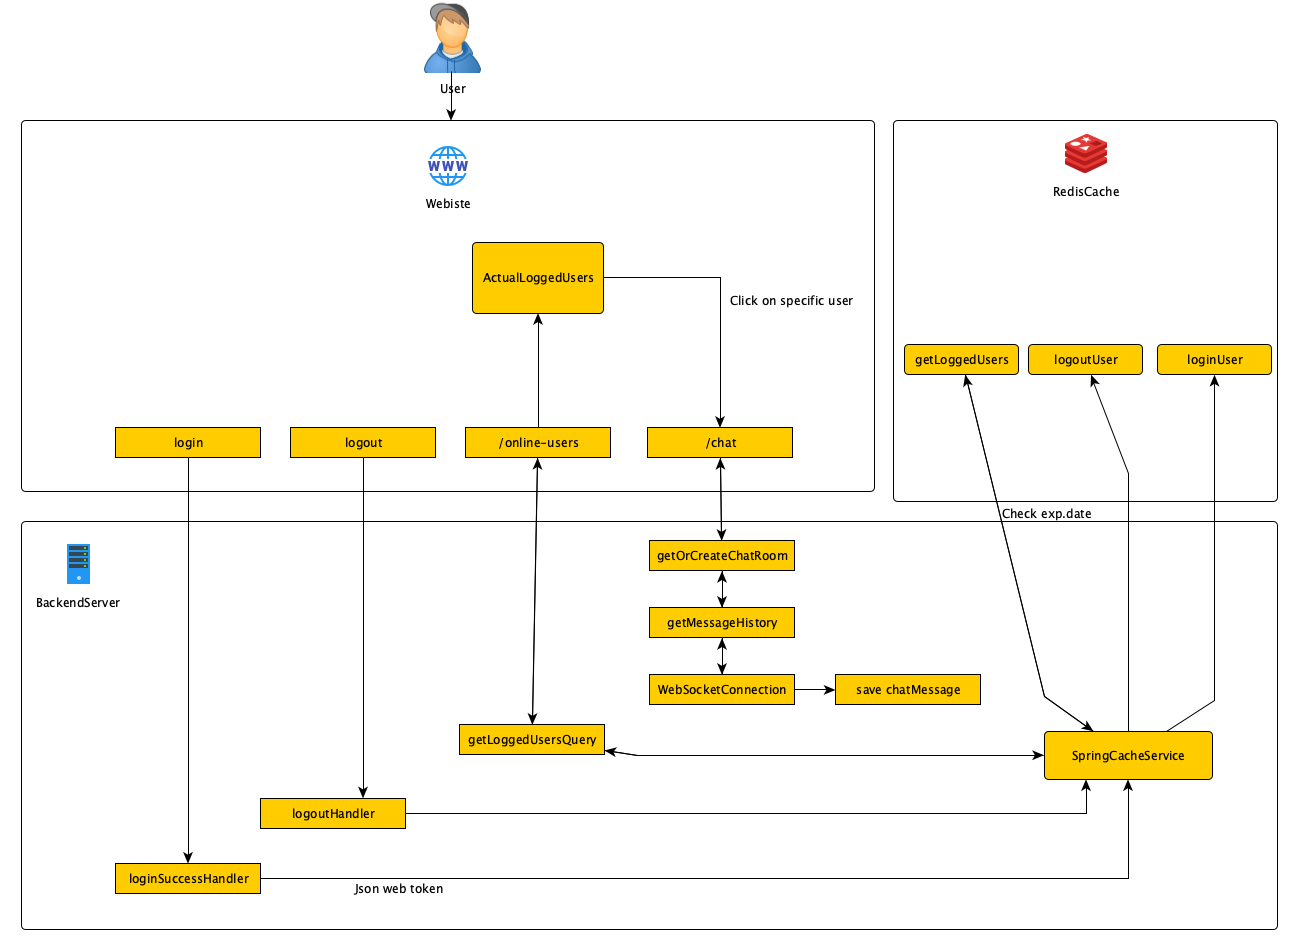 User
WWW
Webiste
RedisCache
ActualLoggedUsers
Click on specific user
getLoggedUsers
logoutUser
loginUser
login
logout
/online-users
/chat
Check exp.date
getOrCreateChatRoom
BackendServer
getMessageHistory
WebSocketConnection
save chatMessage
getLoggedUsersQuery
SpringCacheService
logoutHandler
loginSuccessHandler
Json web token